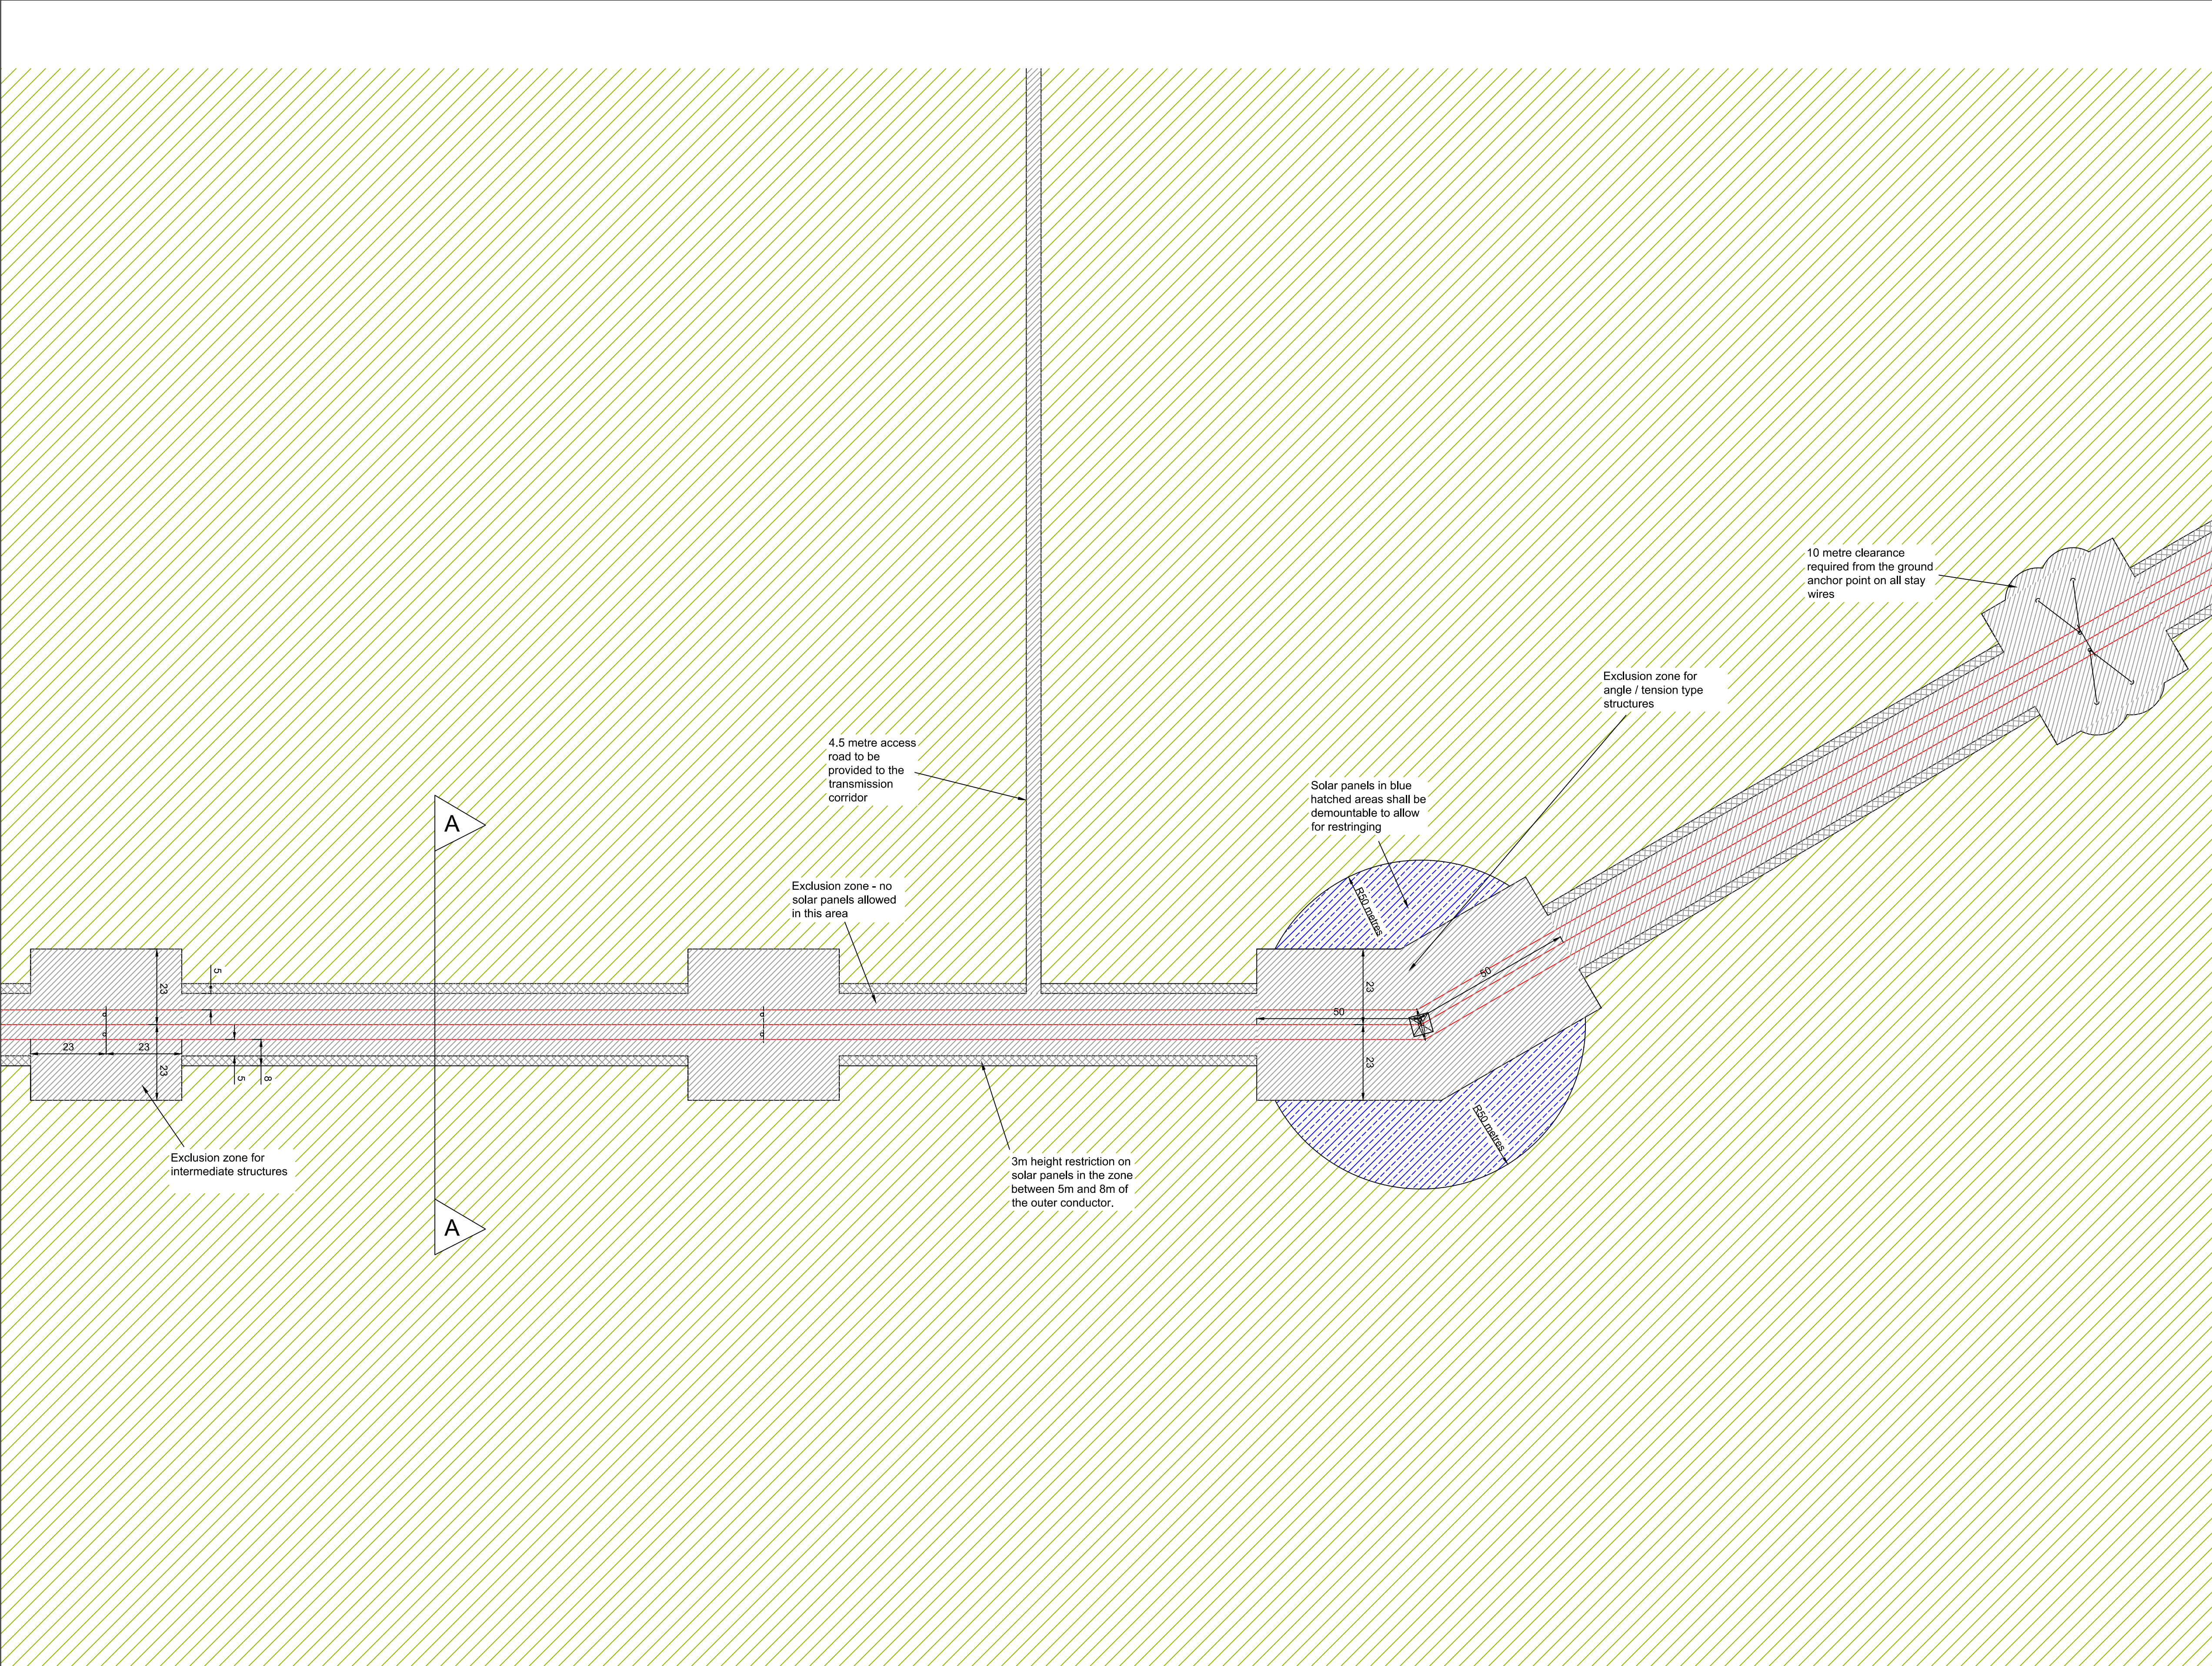 10 metre clearance
required from the ground
anchor point on all stay
wires
Exclusion zone for
angle / tension type
structures
4.5 metre access
road to be
provided to the
transmission
corridor
Solar panels in blue
hatched areas shall be
demountable to allow
for restringing
A
Exclusion zone - no
solar panels allowed
in this area
R50 metres
50
23
5
23
50
23
23
23
5
8
23
R50 metres
Exclusion zone for
intermediate structures
3m height restriction on
solar panels in the zone
between 5m and 8m of
the outer conductor.
A